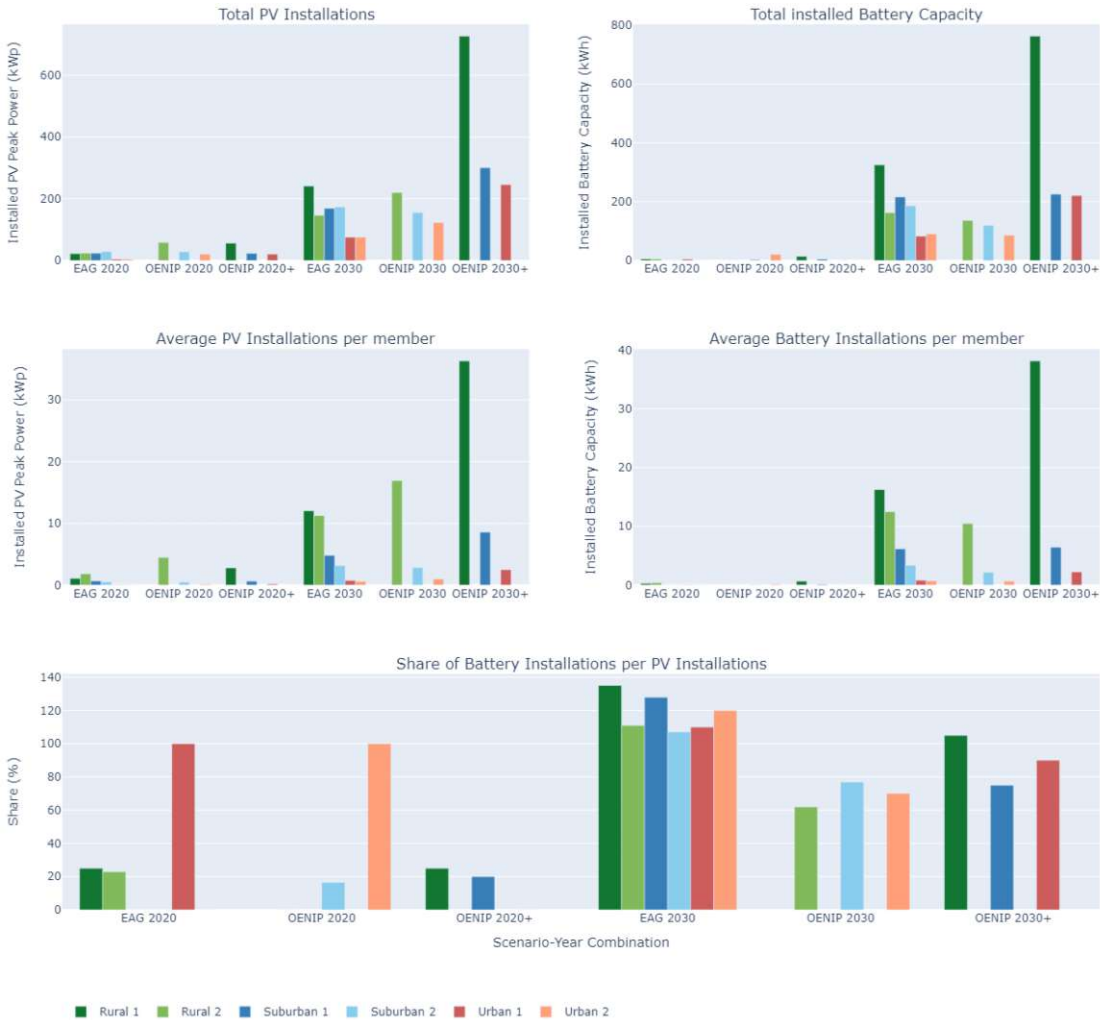 Total PV Installations
Total installed Battery Capacity
Installed PV Peak Power (kWp)
600
400
200
0
EAG 2020 OENIP 2020 OENIP 2020+ EAG 2030 OENIP 2030 OENIP 2030+
Installed Battery Capacity (kWh)
800
600
400
200
0
EAG 2020 OENIP 2020 OENIP 2020+ EAG 2030 OENIP 2030 OENIP 2030+
Average PV Installations per member
Average Battery Installations per member
Installed PV Peak Power (kWp)
30
20
10
0
EAG 2020 OENIP 2020 OENIP 2020+ EAG 2030 OENIP 2030 OENIP 2030+
Installed Battery Capacity (kWh)
40
30
20
10
0
EAG 2020 OENIP 2020 OENIP 2020+ EAG 2030 OENIP 2030 OENIP 2030+
Share of Battery Installations per PV Installations
Share (%)
140
120
100
80
60
40
20
0
EAG 2020 OENIP 2020 OENIP 2020+ EAG 2030 OENIP 2030 OENIP 2030+
Scenario-Year Combination
Rural 1 Rural 2 Suburban 1 Suburban 2 Urban 1 Urban 2